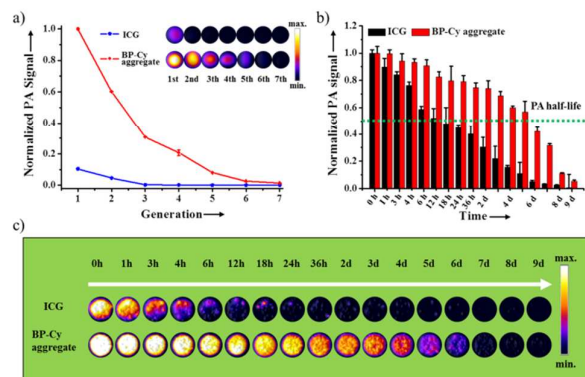 a)
Normalized PA Signal
1.0
0.8
0.6
0.4
0.2
0.0
1 2 3 4 5 6 7
Generation
ICG
BP-Cy
aggregate
1st 2nd 3th 4th 5th 6th 7th
max.
min.
b)
Normalized PA signal
1.0
0.8
0.6
0.4
0.2
0.0
ICG
BP-Cy aggregate
PA half-life
0 h 1 h 3 h 4 h 6 h 12 h 18 h 24 h 36 h 2 d 4 d 6 d 8 d 9 d
Time
c)
0h 1h 3h 4h 6h 12h 18h 24h 36h 2d 3d 4d 5d 6d 7d 8d 9d
ICG
BP-Cy
aggregate
max.
min.